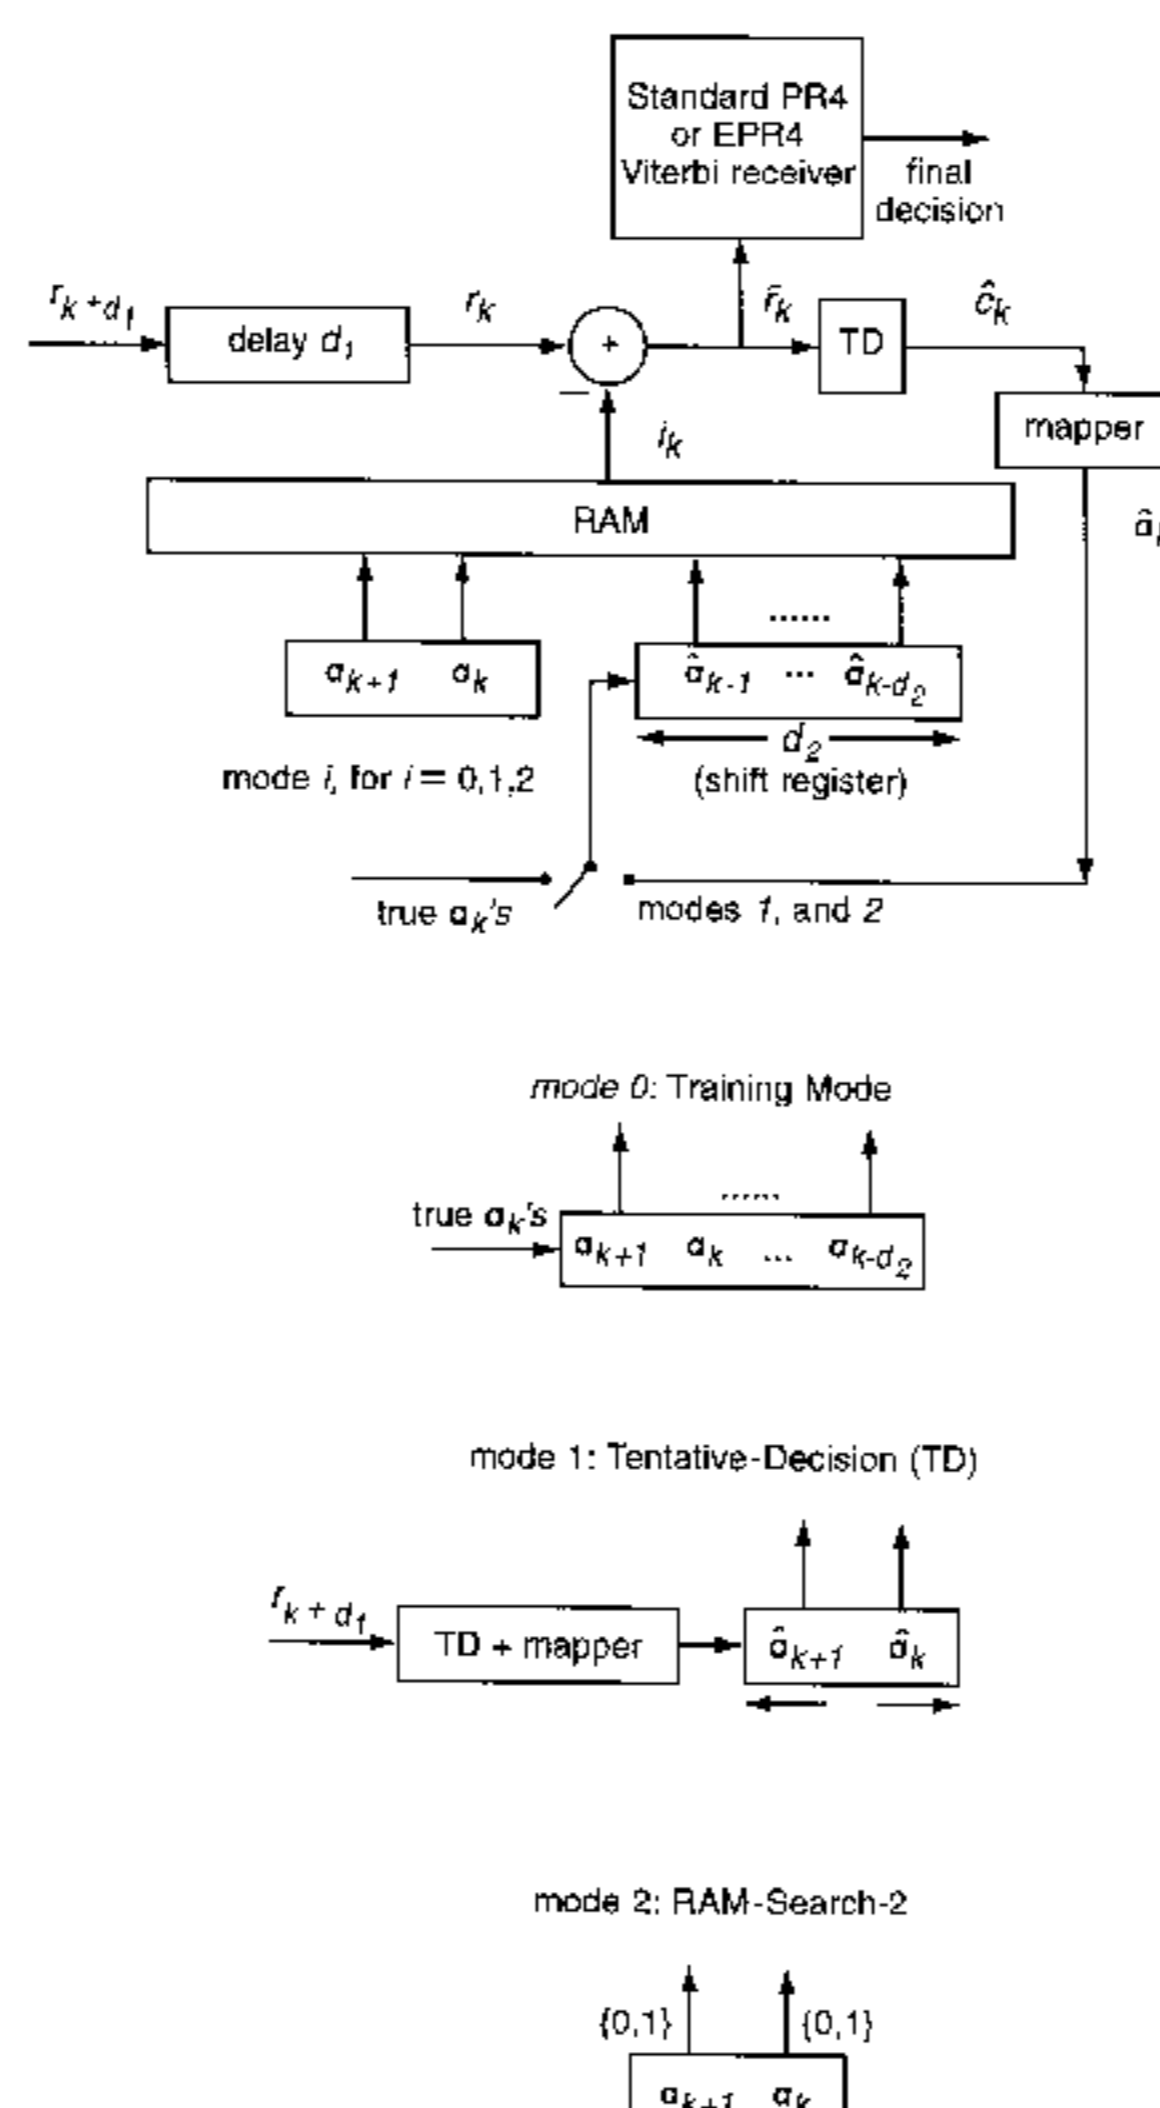 Standard PR4
or EPR4
Viterbi receiver
final
decision
r_{k+d_1}
delay d_1
r_k
+
−
r̃_k
TD
ĉ_k
mapper
i_k
RAM
a_{k+1} a_k
......
â_{k-1} ... â_{k-d_2}
d_2
(shift register)
mode i, for i = 0,1,2
true a_k's
modes 1, and 2
mode 0: Training Mode
......
true a_k's
a_{k+1} a_k ... a_{k-d_2}
mode 1: Tentative-Decision (TD)
r_{k+d_1}
TD + mapper
â_{k+1} â_k
mode 2: RAM-Search-2
{0,1} {0,1}
a_{k+1} a_k